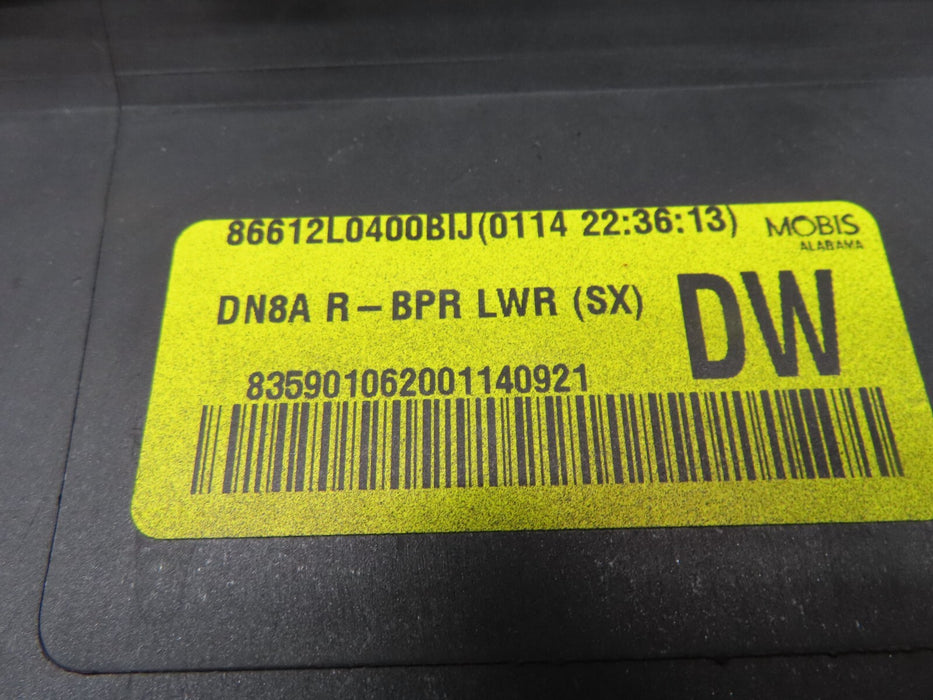 86612L0400BIJ(0114 22:36:13) MOBIS
ALABAMA
DN8A R-BPR LWR (SX) DW
835901062001140921